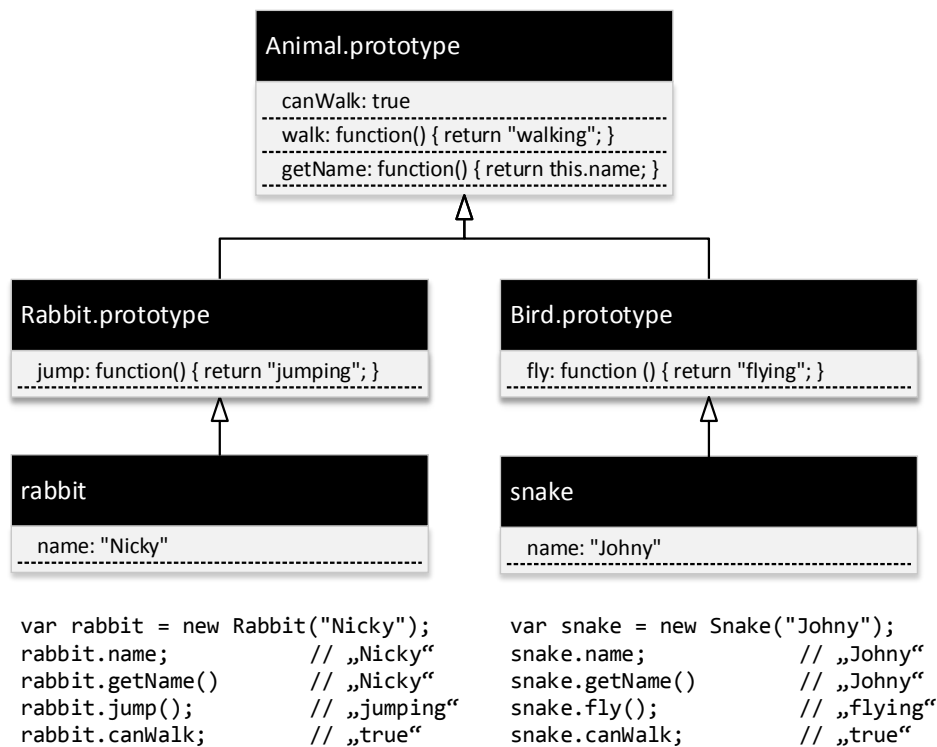 Animal.prototype
canWalk: true
walk: function() { return "walking"; }
getName: function() { return this.name; }
Rabbit.prototype
jump: function() { return "jumping"; }
Bird.prototype
fly: function () { return "flying"; }
rabbit
name: "Nicky"
snake
name: "Johny"
var rabbit = new Rabbit("Nicky");
rabbit.name; // „Nicky“
rabbit.getName() // „Nicky“
rabbit.jump(); // „jumping“
rabbit.canWalk; // „true“
var snake = new Snake("Johny");
snake.name; // „Johny“
snake.getName() // „Johny“
snake.fly(); // „flying“
snake.canWalk; // „true“